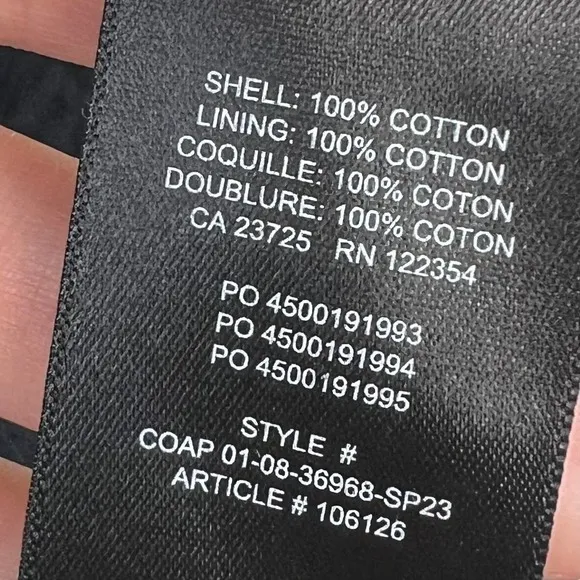 SHELL: 100% COTTON
LINING: 100% COTTON
COQUILLE: 100% COTON
DOUBLURE: 100% COTON
CA 23725 RN 122354
PO 4500191993
PO 4500191994
PO 4500191995
STYLE #
COAP 01-08-36968-SP23
ARTICLE # 106126